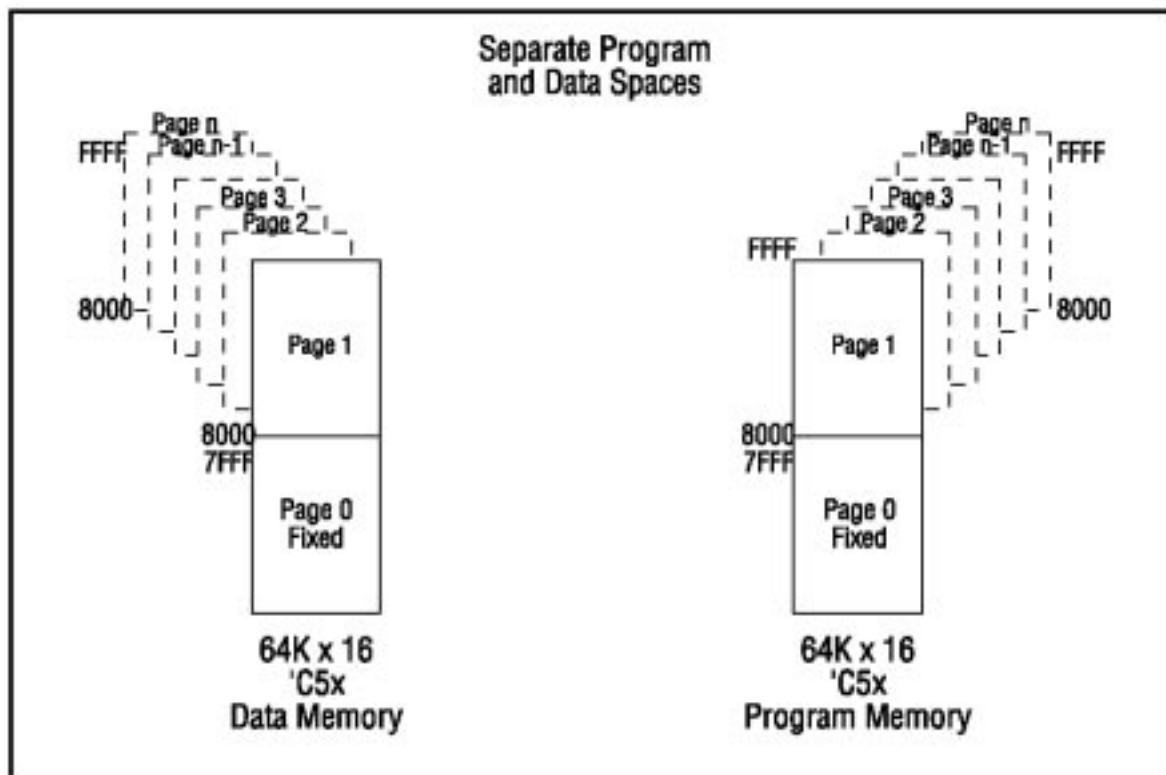 Separate Program
and Data Spaces
Page n
FFFF
Page n-1
Page 3
Page 2
8000
Page 1
8000
7FFF
Page 0
Fixed
64K x 16
'C5x
Data Memory
Page n
Page n-1
FFFF
Page 3
Page 2
FFFF
8000
Page 1
8000
7FFF
Page 0
Fixed
64K x 16
'C5x
Program Memory